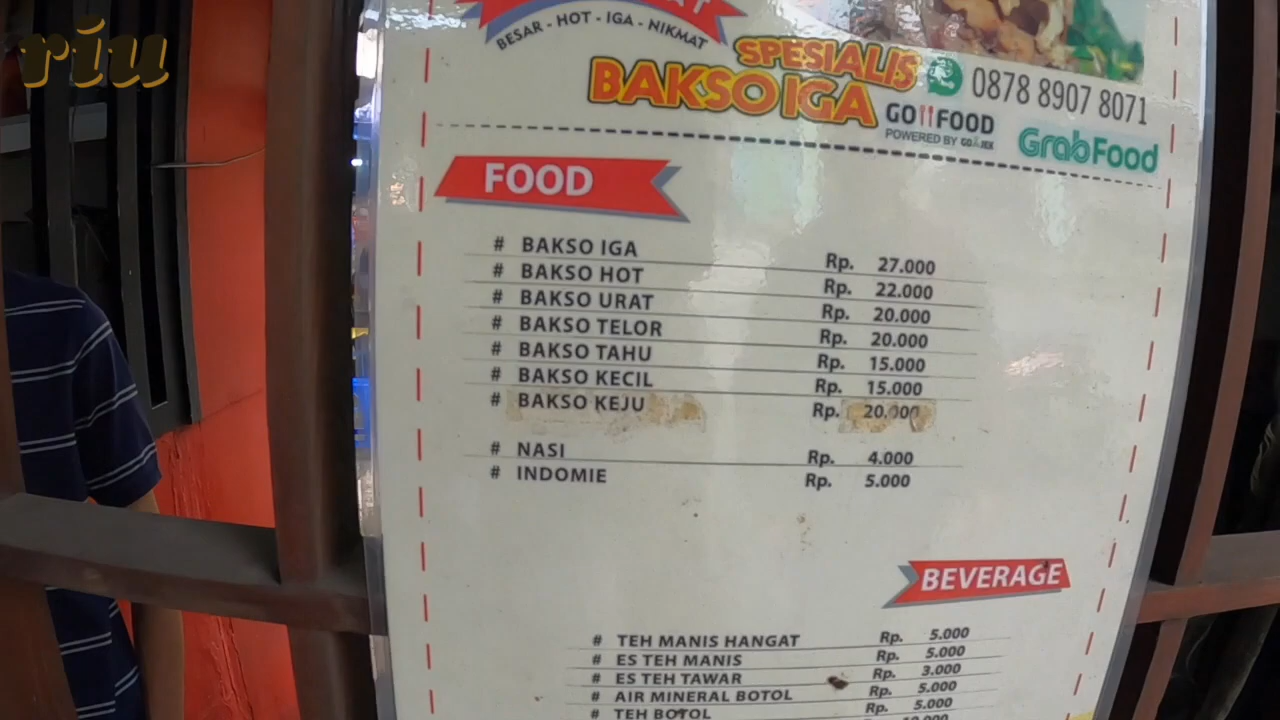 riu
BESAR - HOT - IGA - NIKMAT
SPESIALIS
BAKSO IGA
0878 8907 8071
GO FOOD
POWERED BY GOJEK
GrabFood
FOOD
# BAKSO IGA Rp. 27.000
# BAKSO HOT Rp. 22.000
# BAKSO URAT Rp. 20.000
# BAKSO TELOR Rp. 20.000
# BAKSO TAHU Rp. 15.000
# BAKSO KECIL Rp. 15.000
# BAKSO KEJU Rp. 20.000
# NASI Rp. 4.000
# INDOMIE Rp. 5.000
BEVERAGE
# TEH MANIS HANGAT Rp. 5.000
# ES TEH MANIS Rp. 5.000
# ES TEH TAWAR Rp. 3.000
# AIR MINERAL BOTOL Rp. 5.000
# TEH BOTOL Rp. 5.000